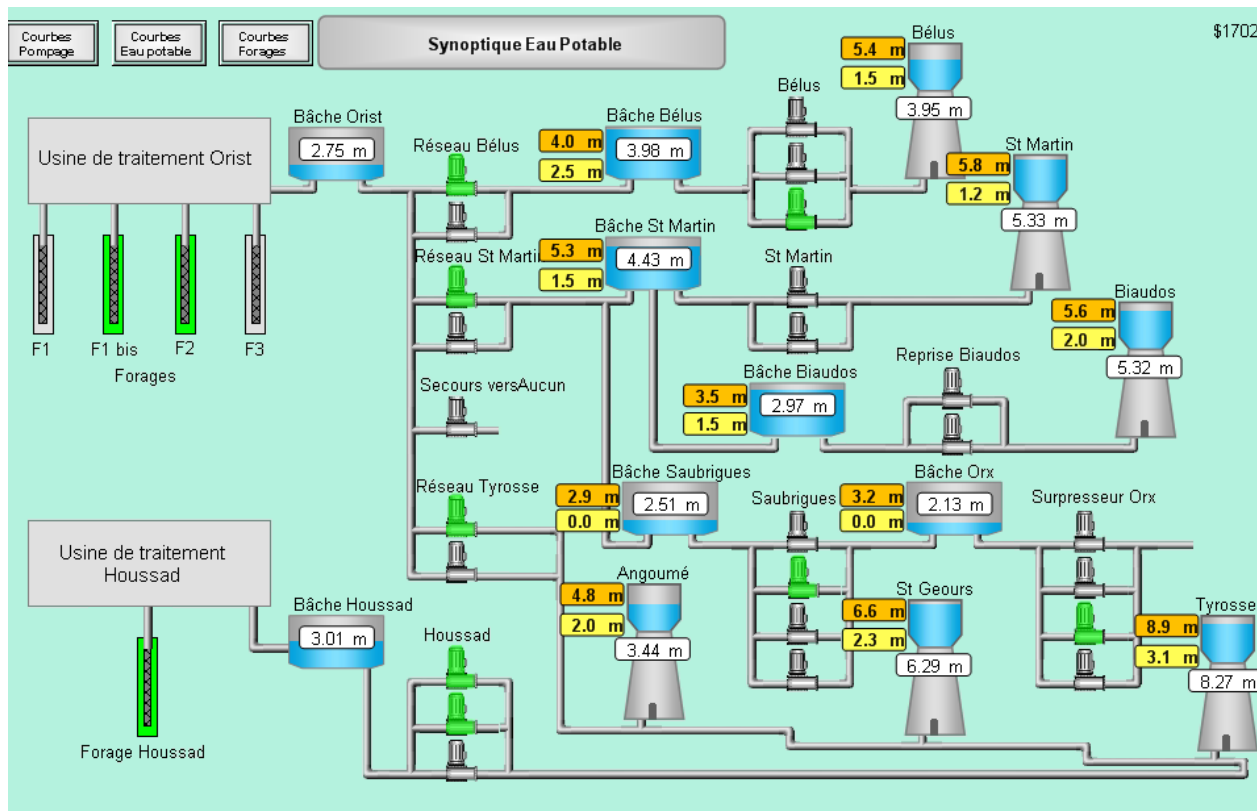 Courbes
Pompage
Courbes
Eau potable
Courbes
Forages
Synoptique Eau Potable
$1702
Bélus
5.4 m
1.5 m
3.95 m
Bélus
Bâche Orist
2.75 m
Usine de traitement Orist
Réseau Bélus
Bâche Bélus
4.0 m
2.5 m
3.98 m
St Martin
5.8 m
1.2 m
5.33 m
Bâche St Martin
5.3 m
1.5 m
4.43 m
Réseau St Marti
St Martin
Biaudos
5.6 m
2.0 m
5.32 m
F1
F1 bis
F2
F3
Forages
Reprise Biaudos
Bâche Biaudos
3.5 m
1.5 m
2.97 m
Secours versAucun
Réseau Tyrosse
Bâche Saubrigues
2.9 m
0.0 m
2.51 m
Saubrigues
Bâche Orx
3.2 m
0.0 m
2.13 m
Surpresseur Orx
Usine de traitement
Houssad
Angoumé
4.8 m
2.0 m
3.44 m
St Geours
6.6 m
2.3 m
6.29 m
Tyrosse
8.9 m
3.1 m
8.27 m
Bâche Houssad
3.01 m
Houssad
Forage Houssad